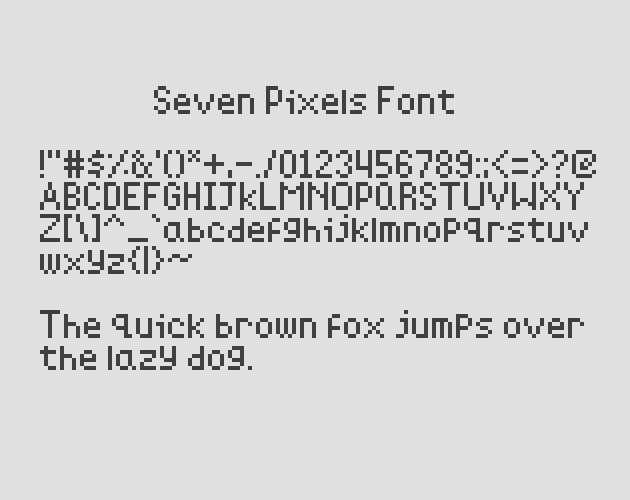 Seven Pixels Font
!"#$%&'()*+,-./0123456789:;<=>?@
ABCDEFGHIJkLMNOPQRSTUVWXY
Z[\]^_`abcdefghijklmnopqrstuv
wxyz{|}~
The quick brown fox jumps over
the lazy dog.